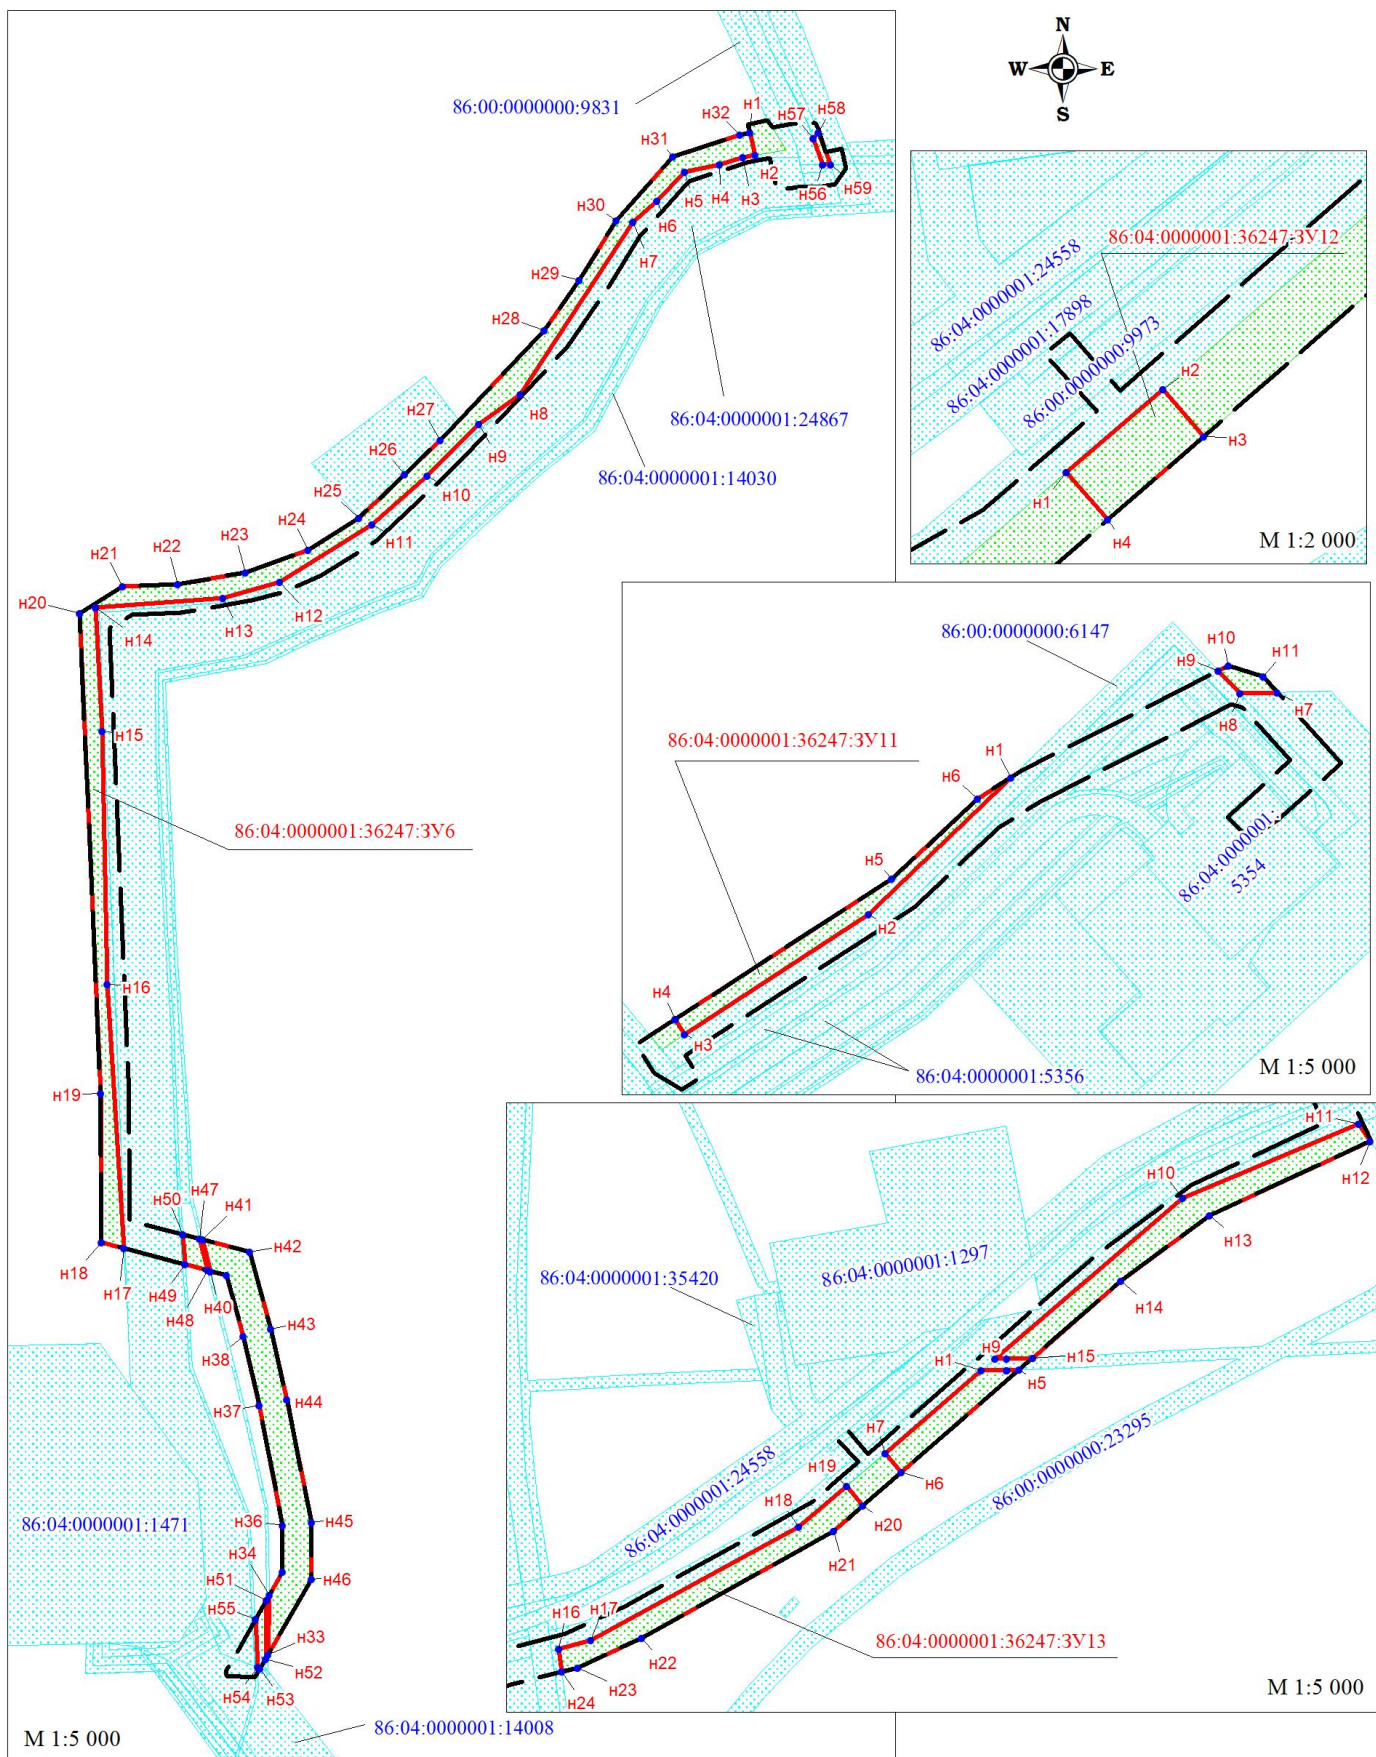 N
W
E
S
86:00:0000000:9831
Н32
Н1
Н57
Н58
Н31
Н2
Н59
Н5
Н4
Н3
Н56
Н30
Н6
Н7
Н29
Н28
86:04:0000001:24867
Н27
Н8
Н26
Н9
86:04:0000001:14030
Н25
Н10
Н24
Н11
Н23
Н22
Н21
Н12
Н20
Н13
Н14
Н15
86:04:0000001:36247:ЗУ6
Н16
Н19
Н50
Н47
Н41
Н42
Н18
Н17
Н49
Н48
Н40
Н43
Н38
Н37
Н44
86:04:0000001:1471
Н36
Н45
Н34
Н51
Н46
Н55
Н33
Н52
Н54
Н53
86:04:0000001:14008
М 1:5 000
86:04:0000001:36247:ЗУ12
86:04:0000001:24558
86:04:0000001:17898
86:00:0000000:9973
Н2
Н3
Н1
Н4
М 1:2 000
86:00:0000000:6147
Н10
Н9
Н11
Н7
Н8
86:04:0000001:36247:ЗУ11
Н1
Н6
Н5
86:04:0000001:
5354
Н2
Н4
Н3
86:04:0000001:5356
М 1:5 000
Н11
Н12
Н10
Н13
86:04:0000001:1297
86:04:0000001:35420
Н14
Н9
Н15
Н1
Н5
Н7
86:04:0000001:24558
Н19
Н6
86:00:0000000:23295
Н18
Н20
Н21
Н16
Н17
86:04:0000001:36247:ЗУ13
Н22
Н23
Н24
М 1:5 000